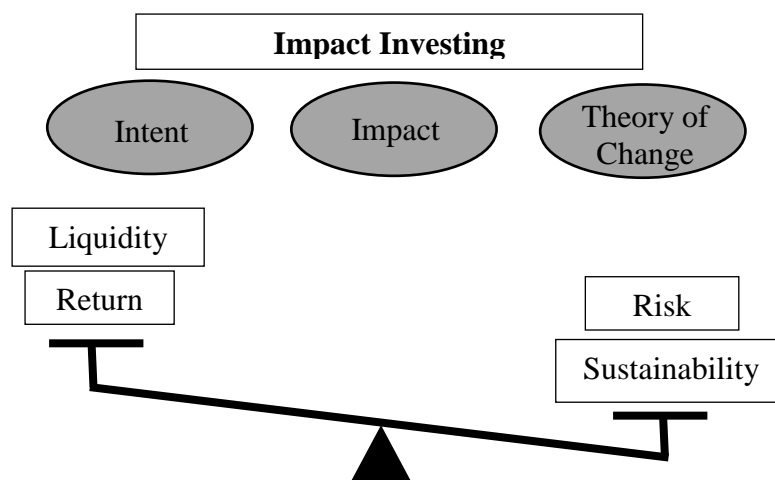 Impact Investing
Intent
Impact
Theory of
Change
Liquidity
Return
Risk
Sustainability